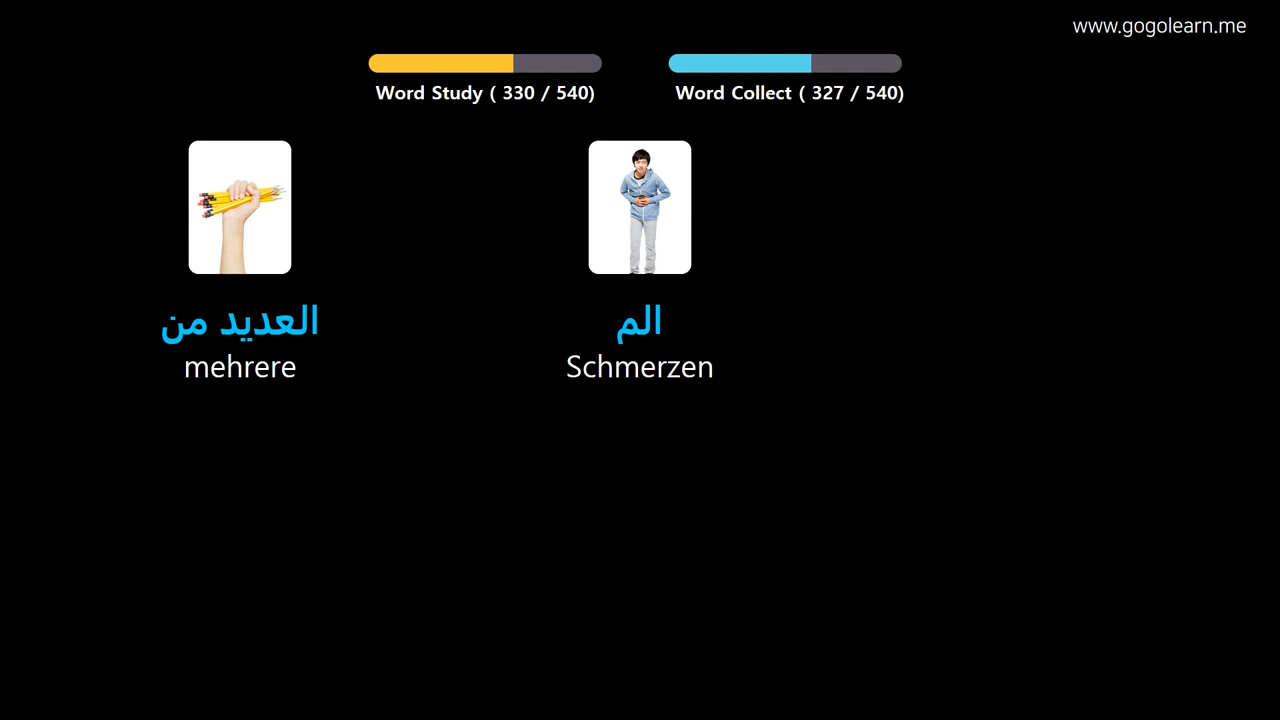 www.gogolearn.me
Word Study ( 330 / 540)
Word Collect ( 327 / 540)
العديد من
mehrere
الم
Schmerzen